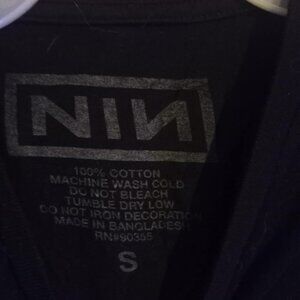 NIИ
100% COTTON
MACHINE WASH COLD
DO NOT BLEACH
TUMBLE DRY LOW
DO NOT IRON DECORATION
MADE IN BANGLADESH
RN#90355
S